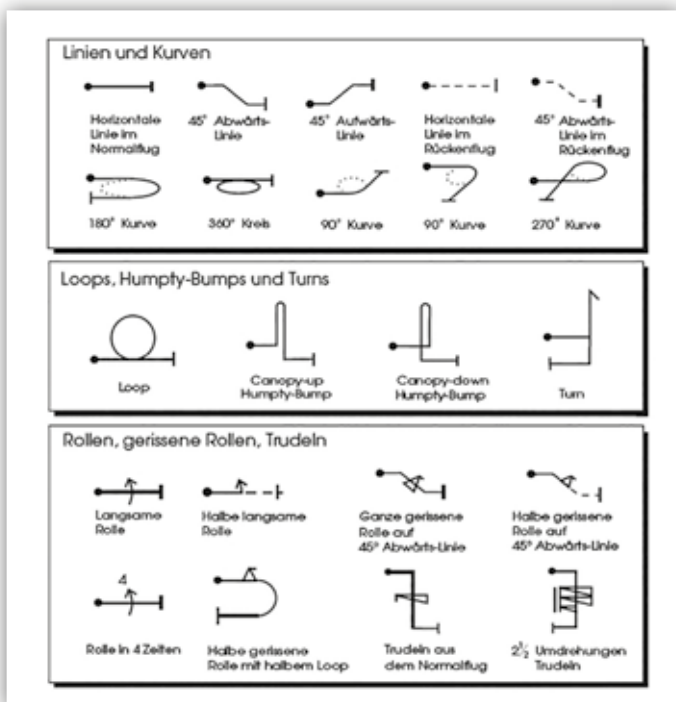 Linien und Kurven
Horizontale
Linie im
Normalflug
45° Abwärts-
Linie
45° Aufwärts-
Linie
Horizontale
Linie im
Rückenflug
45° Abwärts-
Linie im
Rückenflug
180° Kurve
360° Kreis
90° Kurve
90° Kurve
270° Kurve
Loops, Humpty-Bumps und Turns
Loop
Canopy-up
Humpty-Bump
Canopy-down
Humpty-Bump
Turn
Rollen, gerissene Rollen, Trudeln
Langsame
Rolle
Halbe langsame
Rolle
Ganze gerissene
Rolle auf
45° Abwärts-Linie
Halbe gerissene
Rolle auf
45° Abwärts-Linie
4
Rolle in 4 Zeiten
Halbe gerissene
Rolle mit halbem Loop
Trudeln aus
dem Normalflug
2½ Umdrehungen
Trudeln